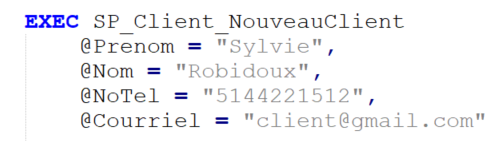 EXEC SP_Client_NouveauClient
@Prenom = "Sylvie",
@Nom = "Robidoux",
@NoTel = "5144221512",
@Courriel = "client@gmail.com"